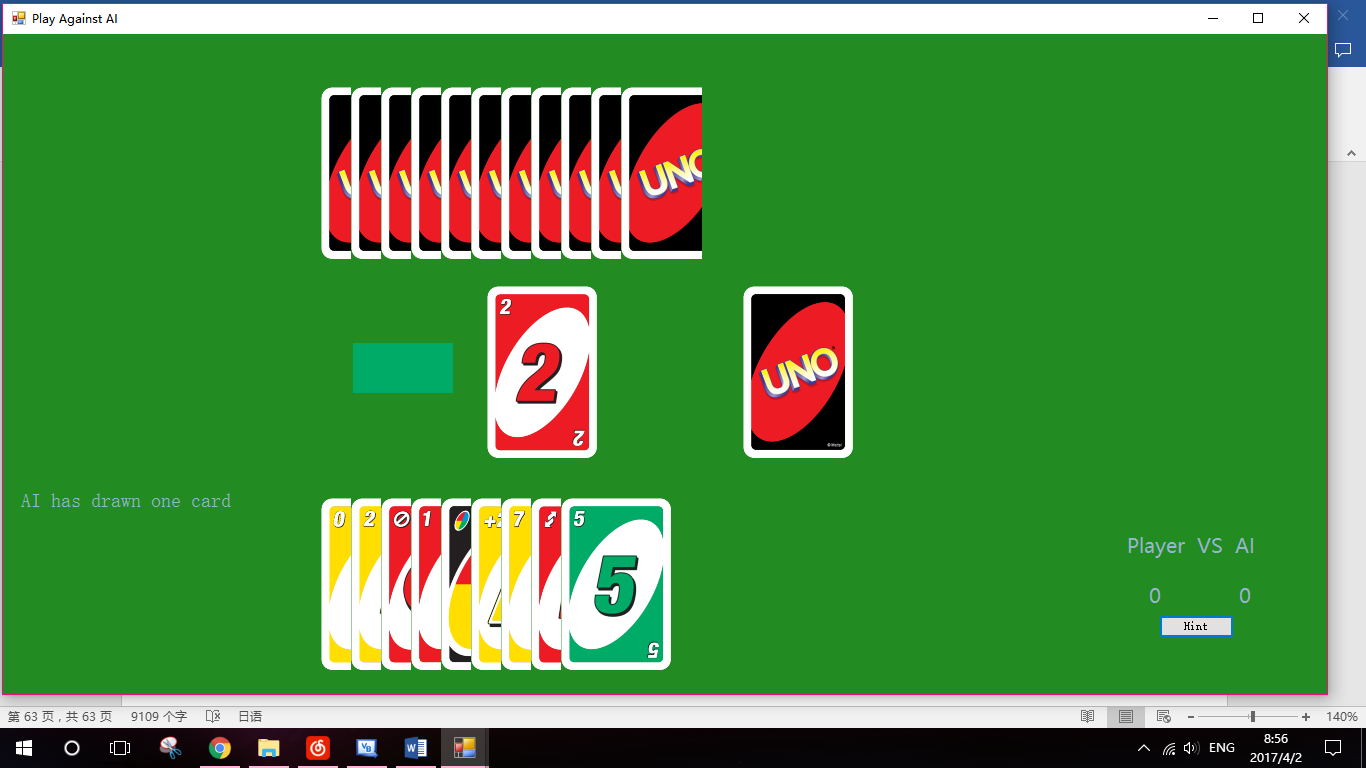 Play Against AI
UNO
2
2
2
UNO
AI has drawn one card
0 2 1 +2 7 5
5
5
Player VS AI
0 0
Hint
第 63 页，共 63 页 9109 个字 日语 140%
ENG
8:56
2017/4/2